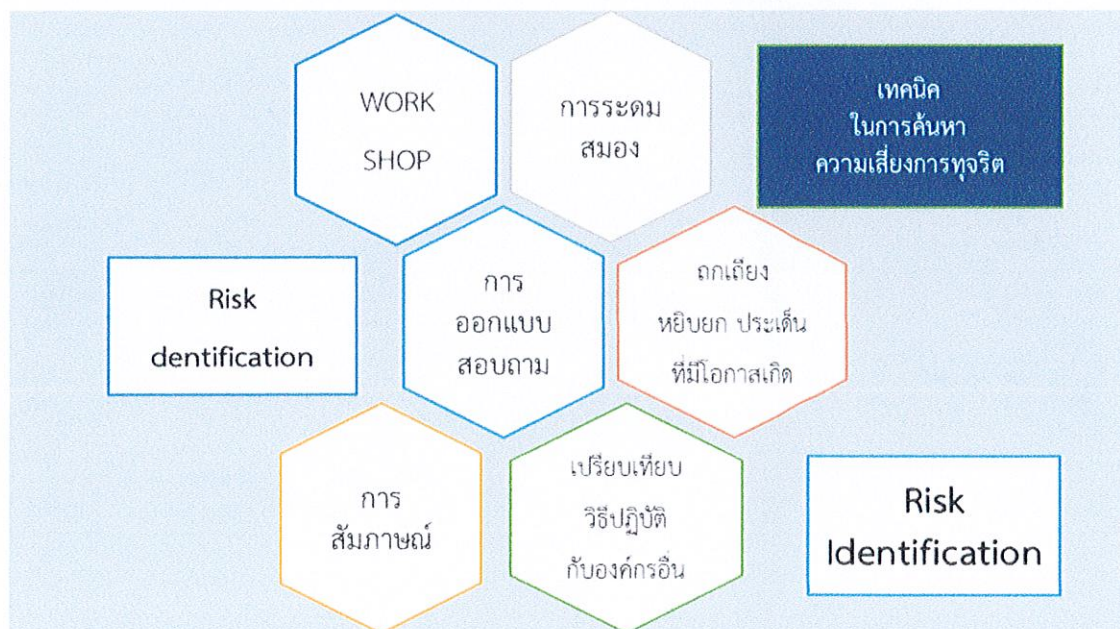 WORK
SHOP
การระดม
สมอง
เทคนิค
ในการค้นหา
ความเสี่ยงการทุจริต
Risk
dentification
การ
ออกแบบ
สอบถาม
ถกเถียง
หยิบยก ประเด็น
ที่มีโอกาสเกิด
การ
สัมภาษณ์
เปรียบเทียบ
วิธีปฏิบัติ
กับองค์กรอื่น
Risk
Identification